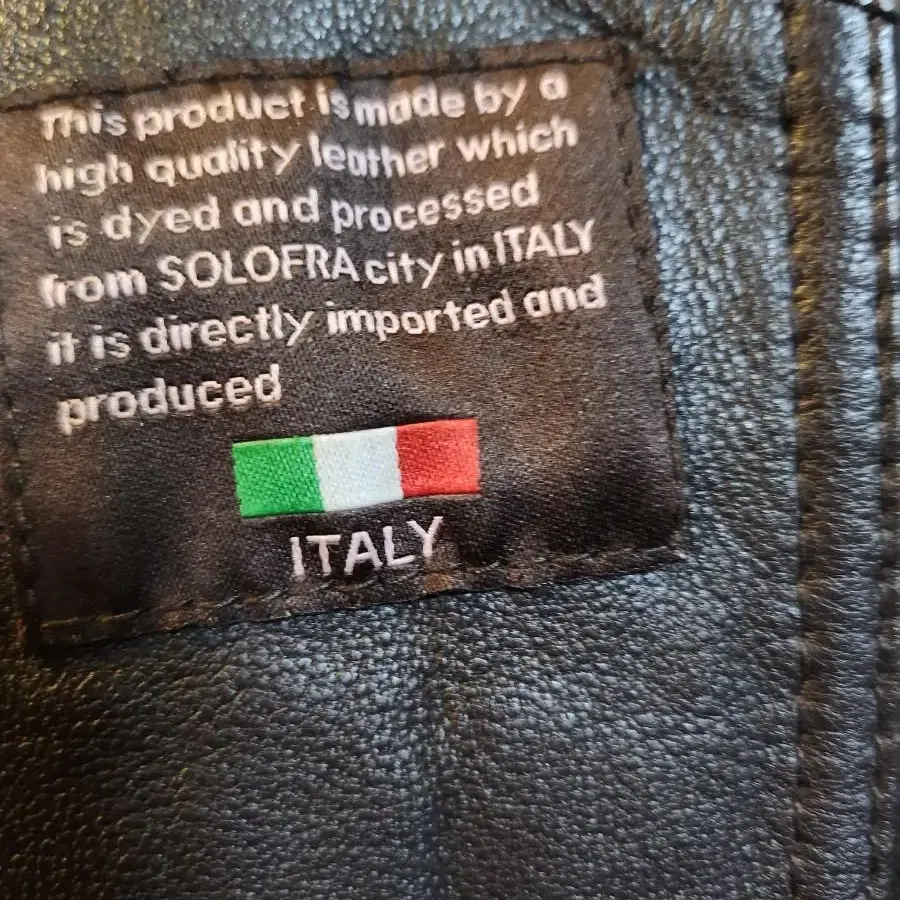 This product is made by a
high quality leather which
is dyed and processed
from SOLOFRA city in ITALY
it is directly imported and
produced
ITALY